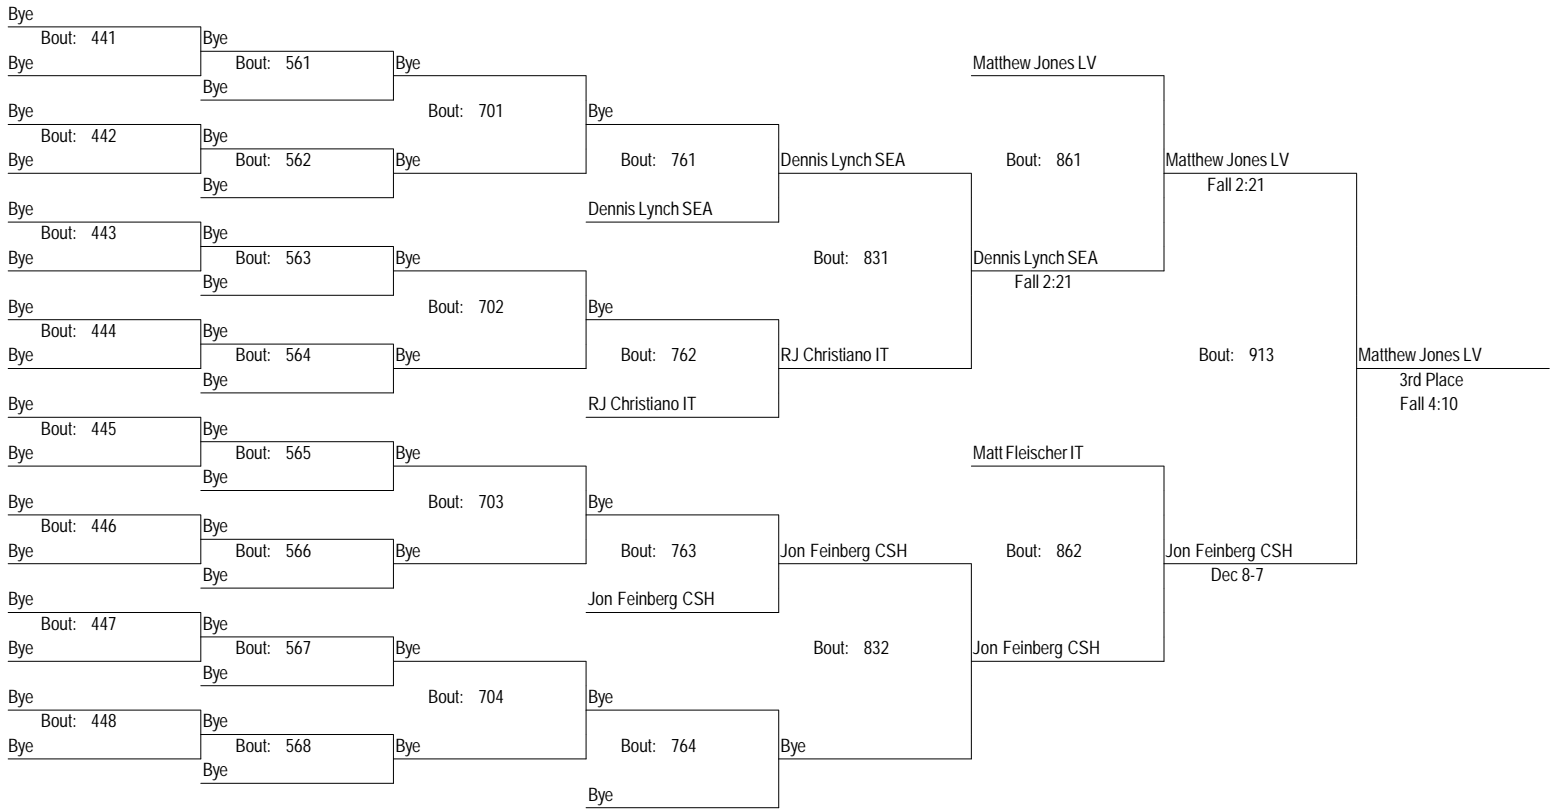 Bye
Bout: 441
Bye
Bye
Bout: 561
Bye
Bye
Bout: 442
Bye
Bye
Bout: 562
Bye
Bye
Bout: 701
Bye
Bye
Bout: 443
Bye
Bye
Bout: 563
Bye
Bye
Bout: 444
Bye
Bye
Bout: 564
Bye
Bye
Bout: 702
Bye
Bye
Bout: 445
Bye
Bye
Bout: 565
Bye
Bye
Bout: 446
Bye
Bye
Bout: 566
Bye
Bye
Bout: 703
Bye
Bye
Bout: 447
Bye
Bye
Bout: 567
Bye
Bye
Bout: 448
Bye
Bye
Bout: 568
Bye
Bye
Bout: 704
Bye
Bye
Bout: 761
Dennis Lynch SEA
Bye
Bout: 762
RJ Christiano IT
Bye
Bout: 763
Jon Feinberg CSH
Bye
Bout: 764
Bye
Dennis Lynch SEA
Bout: 831
RJ Christiano IT
Jon Feinberg CSH
Bout: 832
Bye
Matthew Jones LV
Bout: 861
Dennis Lynch SEA
Fall 2:21
Matt Fleischer IT
Bout: 862
Jon Feinberg CSH
Matthew Jones LV
Fall 2:21
Bout: 913
Jon Feinberg CSH
Dec 8-7
Matthew Jones LV
3rd Place
Fall 4:10